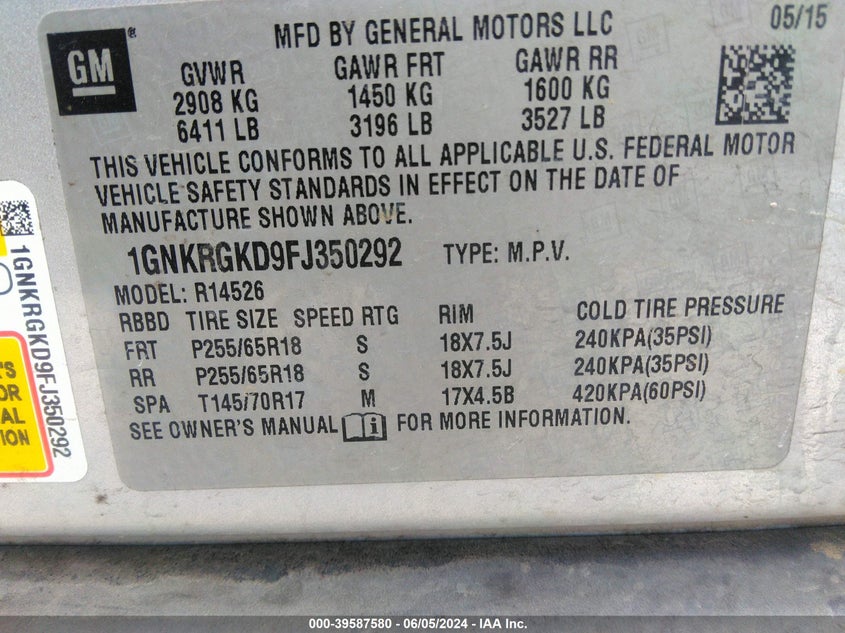 GM
MFD BY GENERAL MOTORS LLC
05/15
GVWR GAWR FRT GAWR RR
2908 KG 1450 KG 1600 KG
6411 LB 3196 LB 3527 LB
THIS VEHICLE CONFORMS TO ALL APPLICABLE U.S. FEDERAL MOTOR
VEHICLE SAFETY STANDARDS IN EFFECT ON THE DATE OF
MANUFACTURE SHOWN ABOVE.
1GNKRGKD9FJ350292 TYPE: M.P.V.
MODEL: R14526
RBBD TIRE SIZE SPEED RTG RIM COLD TIRE PRESSURE
FRT P255/65R18 S 18X7.5J 240KPA(35PSI)
RR P255/65R18 S 18X7.5J 240KPA(35PSI)
SPA T145/70R17 M 17X4.5B 420KPA(60PSI)
SEE OWNER'S MANUAL FOR MORE INFORMATION.
1GNKRGKD9FJ350292
000-39587580 - 06/05/2024 - IAA Inc.